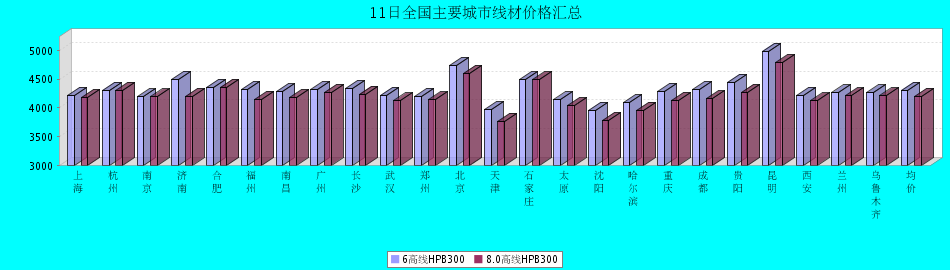 11日全国主要城市线材价格汇总
5000
4500
4000
3500
3000
上海 杭州 南京 济南 合肥 福州 南昌 广州 长沙 武汉 郑州 北京 天津 石家庄 太原 沈阳 哈尔滨 重庆 成都 贵阳 昆明 西安 兰州 乌鲁木齐 均价
6高线HPB300 8.0高线HPB300